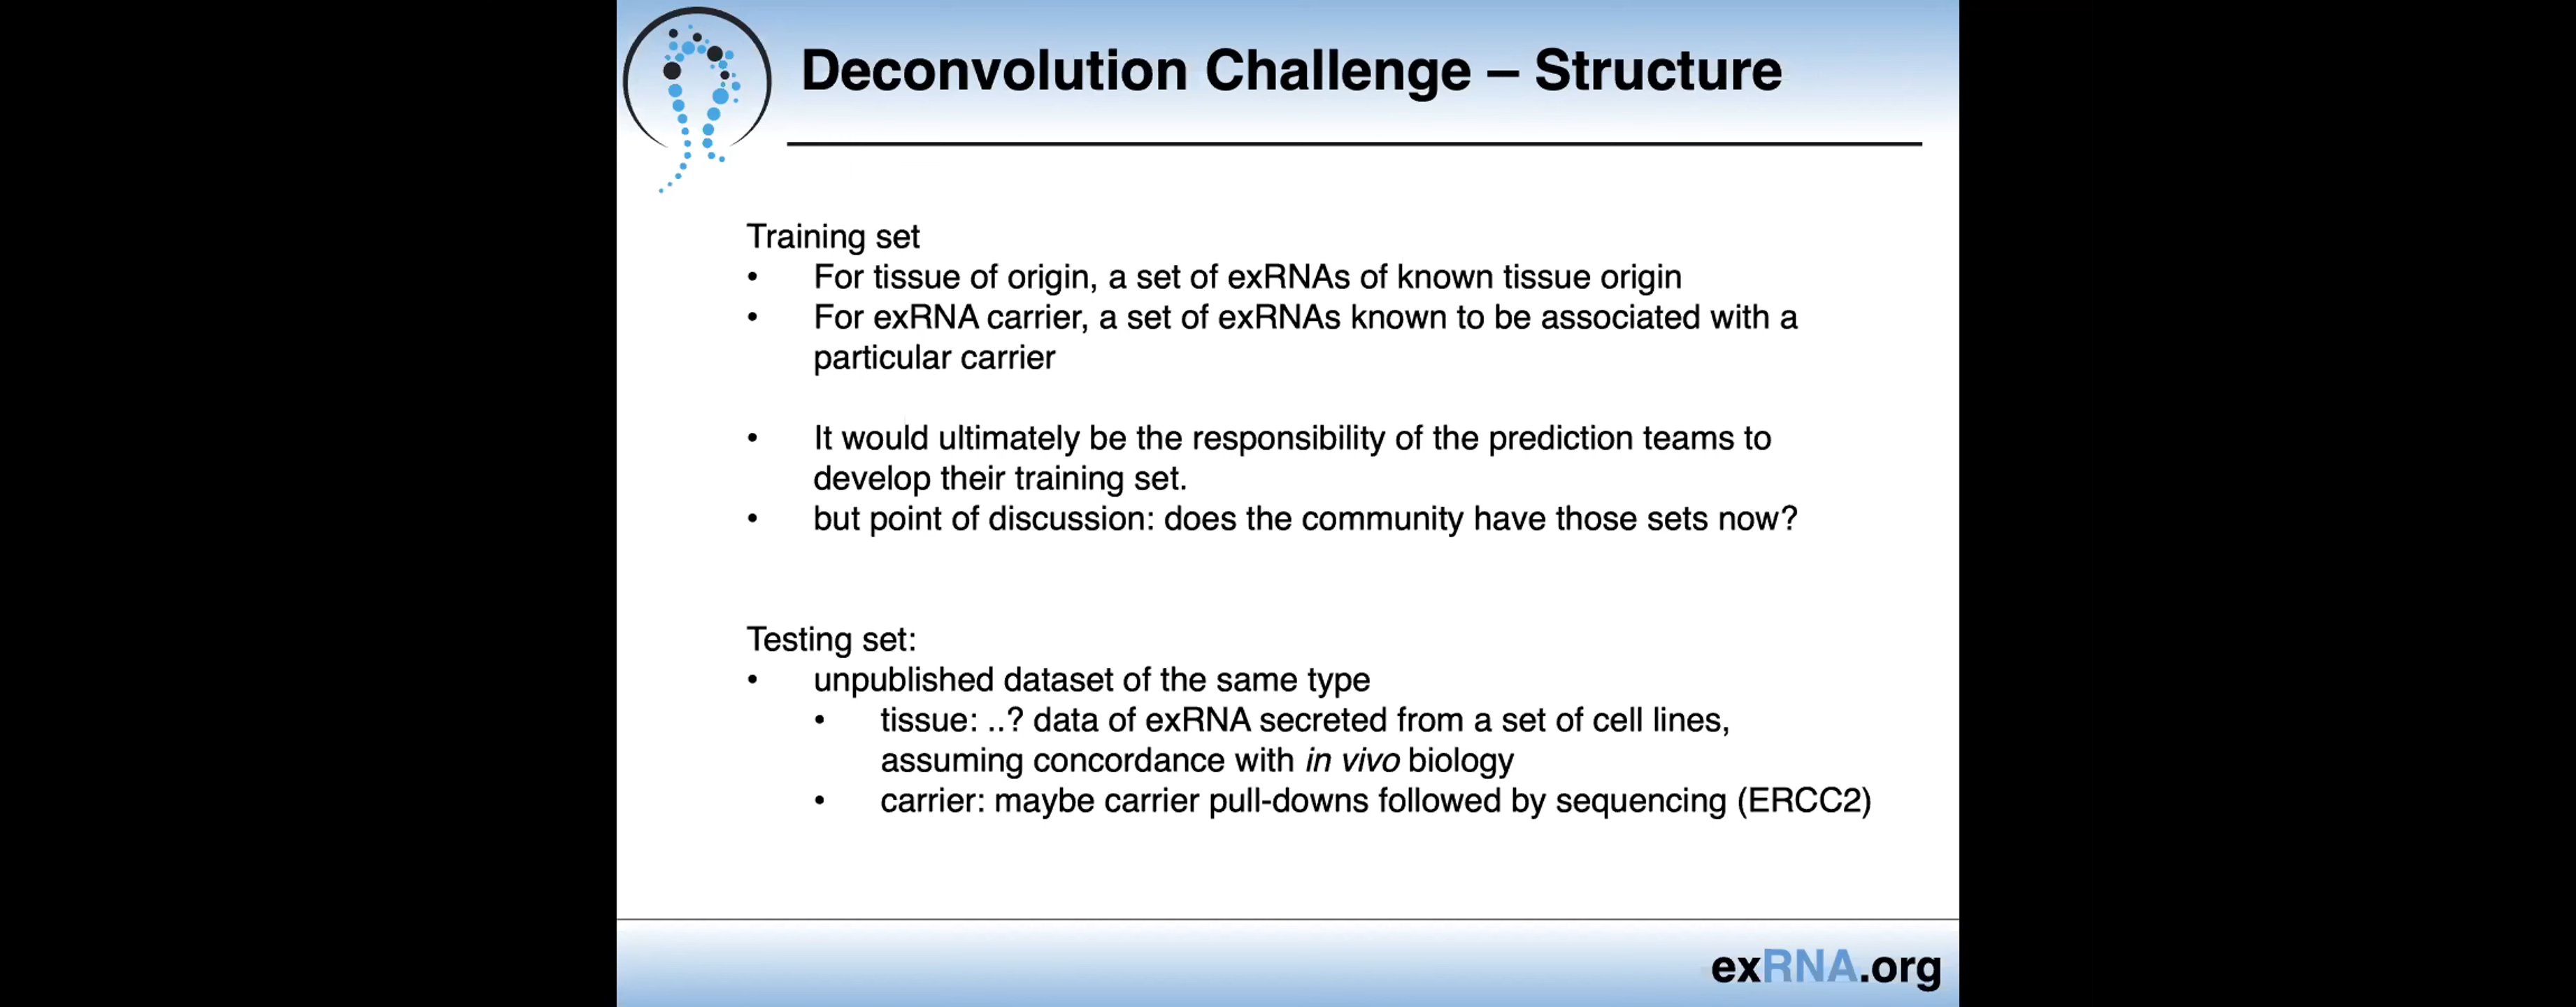 Deconvolution Challenge – Structure
Training set
• For tissue of origin, a set of exRNAs of known tissue origin
• For exRNA carrier, a set of exRNAs known to be associated with a
particular carrier
• It would ultimately be the responsibility of the prediction teams to
develop their training set.
• but point of discussion: does the community have those sets now?
Testing set:
• unpublished dataset of the same type
• tissue: ..? data of exRNA secreted from a set of cell lines,
assuming concordance with in vivo biology
• carrier: maybe carrier pull-downs followed by sequencing (ERCC2)
exRNA.org